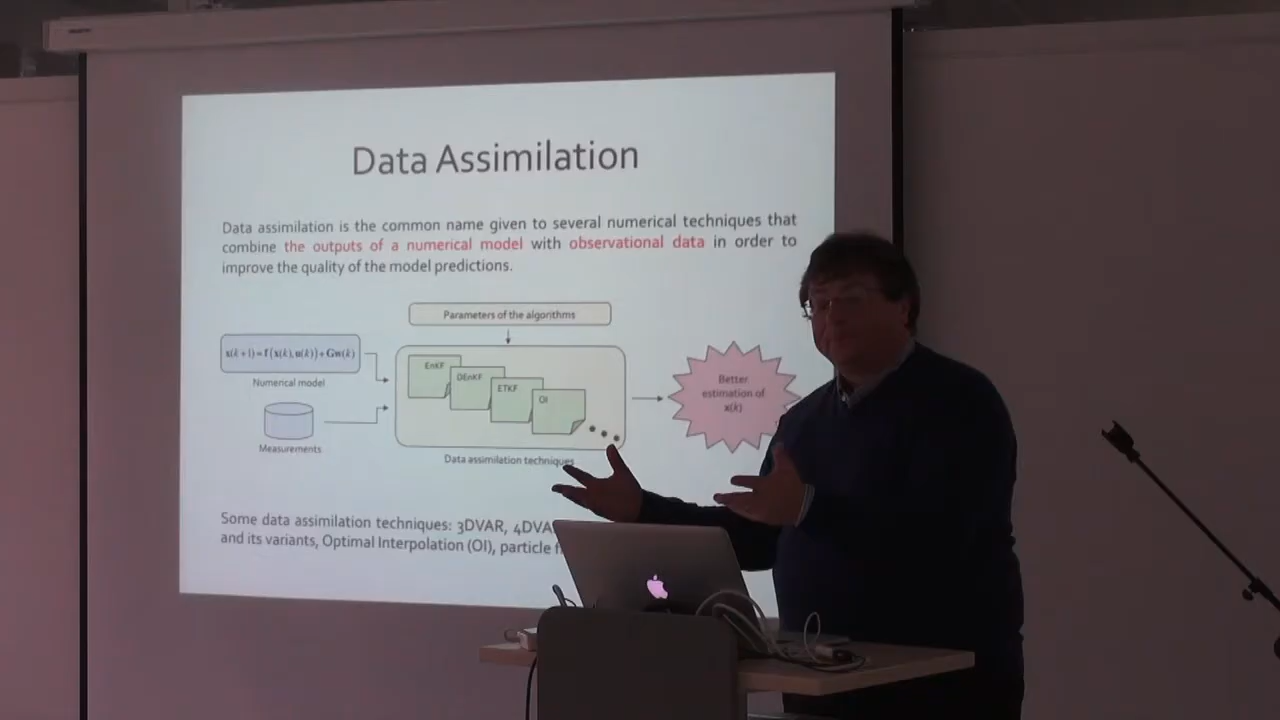 Data Assimilation
Data assimilation is the common name given to several numerical techniques that
combine the outputs of a numerical model with observational data in order to
improve the quality of the model predictions.
Parameters of the algorithms
x(k+1)=f(x(k),u(k))+Gw(k)
Numerical model
EnKF
DEnKF
ETKF
OI
Better
estimation of
x(k)
Measurements
Data assimilation techniques
Some data assimilation techniques: 3DVAR, 4DVA
and its variants, Optimal Interpolation (OI), particle f